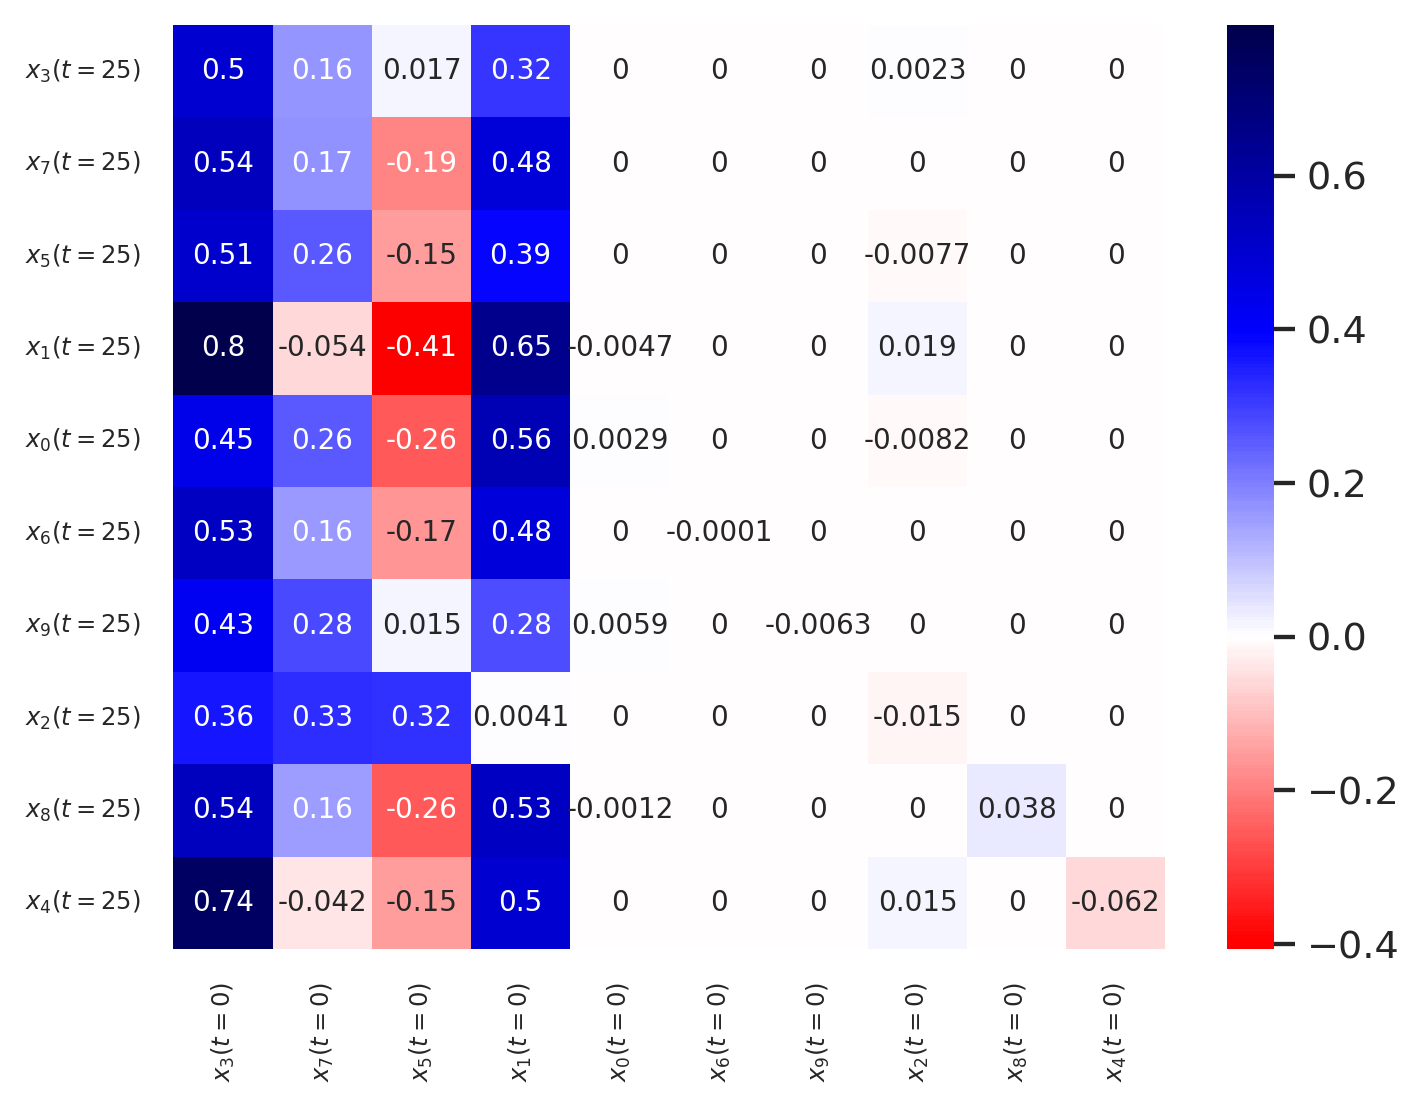 x₃(t = 25) 0.5 0.16 0.017 0.32 0 0 0 0.0023 0 0
x₇(t = 25) 0.54 0.17 -0.19 0.48 0 0 0 0 0 0
x₅(t = 25) 0.51 0.26 -0.15 0.39 0 0 0 -0.0077 0 0
x₁(t = 25) 0.8 -0.054 -0.41 0.65 -0.0047 0 0 0.019 0 0
x₀(t = 25) 0.45 0.26 -0.26 0.56 0.0029 0 0 -0.0082 0 0
x₆(t = 25) 0.53 0.16 -0.17 0.48 0 -0.0001 0 0 0 0
x₉(t = 25) 0.43 0.28 0.015 0.28 0.0059 0 -0.0063 0 0 0
x₂(t = 25) 0.36 0.33 0.32 0.0041 0 0 0 -0.015 0 0
x₈(t = 25) 0.54 0.16 -0.26 0.53 -0.0012 0 0 0 0.038 0
x₄(t = 25) 0.74 -0.042 -0.15 0.5 0 0 0 0.015 0 -0.062
x₃(t = 0) x₇(t = 0) x₅(t = 0) x₁(t = 0) x₀(t = 0) x₆(t = 0) x₉(t = 0) x₂(t = 0) x₈(t = 0) x₄(t = 0)
0.6
0.4
0.2
0.0
−0.2
−0.4